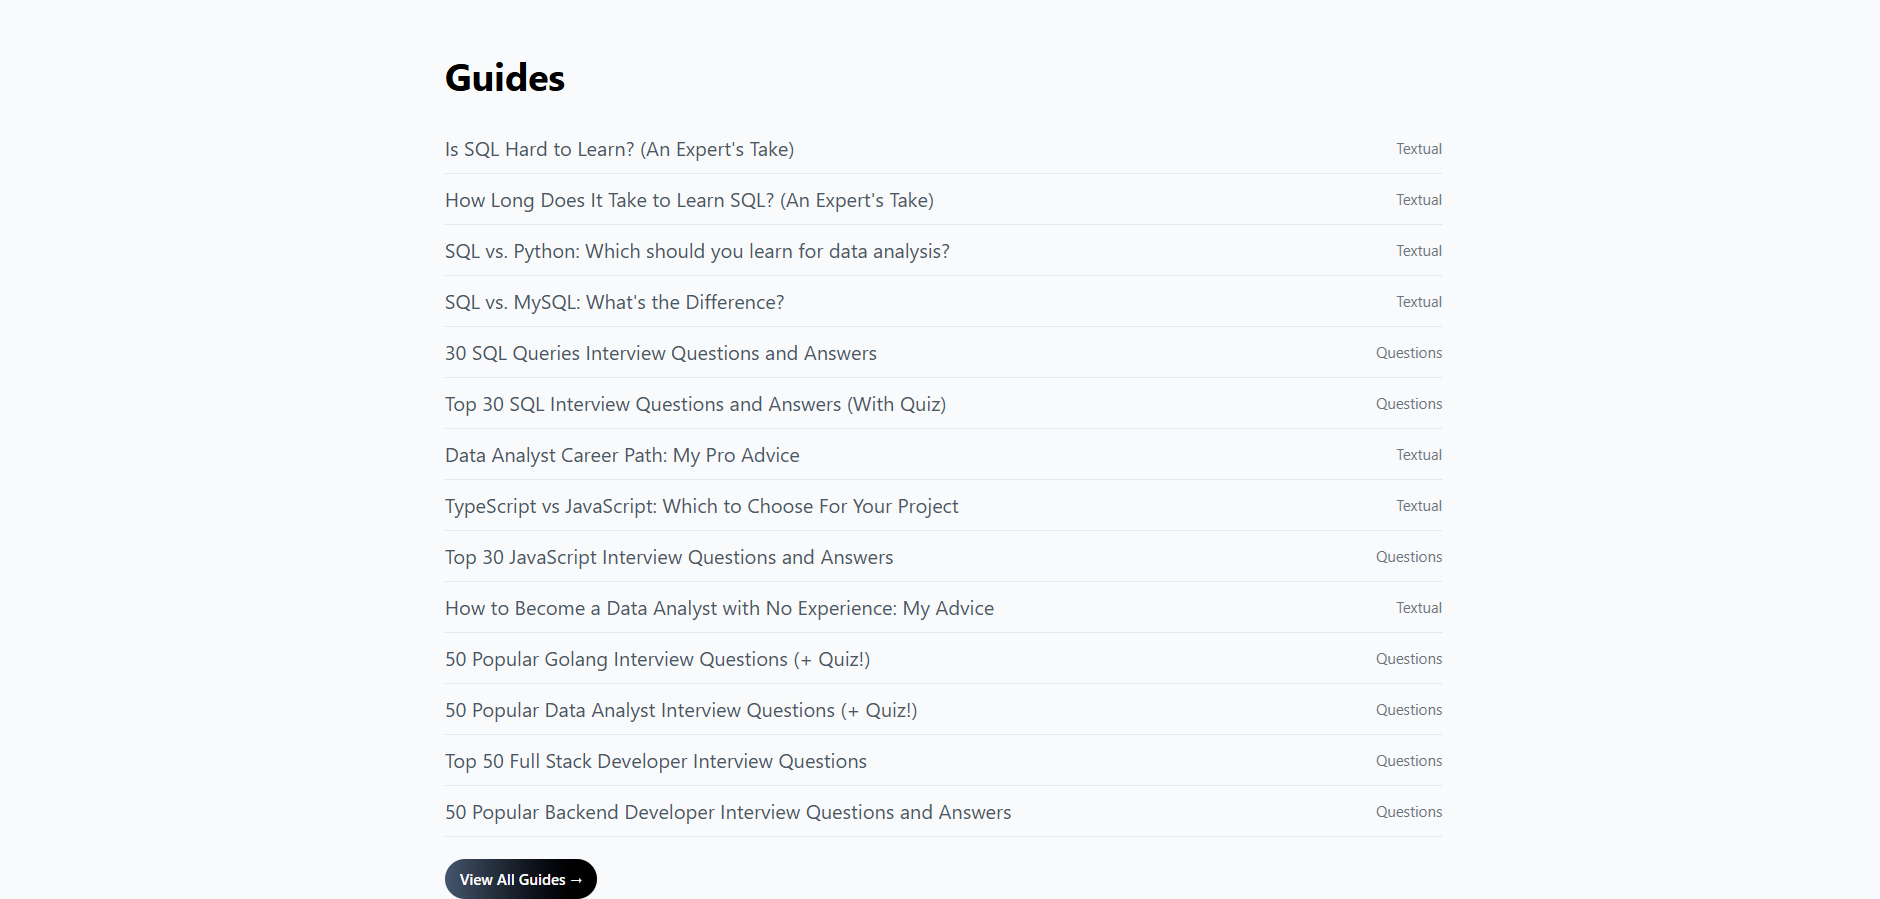 Guides
Is SQL Hard to Learn? (An Expert's Take) Textual
How Long Does It Take to Learn SQL? (An Expert's Take) Textual
SQL vs. Python: Which should you learn for data analysis? Textual
SQL vs. MySQL: What's the Difference? Textual
30 SQL Queries Interview Questions and Answers Questions
Top 30 SQL Interview Questions and Answers (With Quiz) Questions
Data Analyst Career Path: My Pro Advice Textual
TypeScript vs JavaScript: Which to Choose For Your Project Textual
Top 30 JavaScript Interview Questions and Answers Questions
How to Become a Data Analyst with No Experience: My Advice Textual
50 Popular Golang Interview Questions (+ Quiz!) Questions
50 Popular Data Analyst Interview Questions (+ Quiz!) Questions
Top 50 Full Stack Developer Interview Questions Questions
50 Popular Backend Developer Interview Questions and Answers Questions
View All Guides →